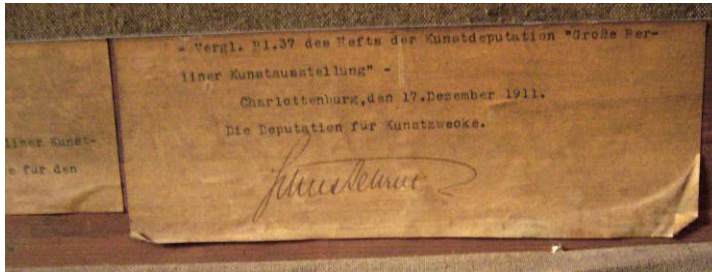 - Vergl. Bl.37 des Hefts der Kunstdeputation "Große Ber-
liner Kunstausstellung" -
Charlottenburg,den 17.Dezember 1911.
Die Deputation für Kunstzwecke.
liner Kunst-
e für den